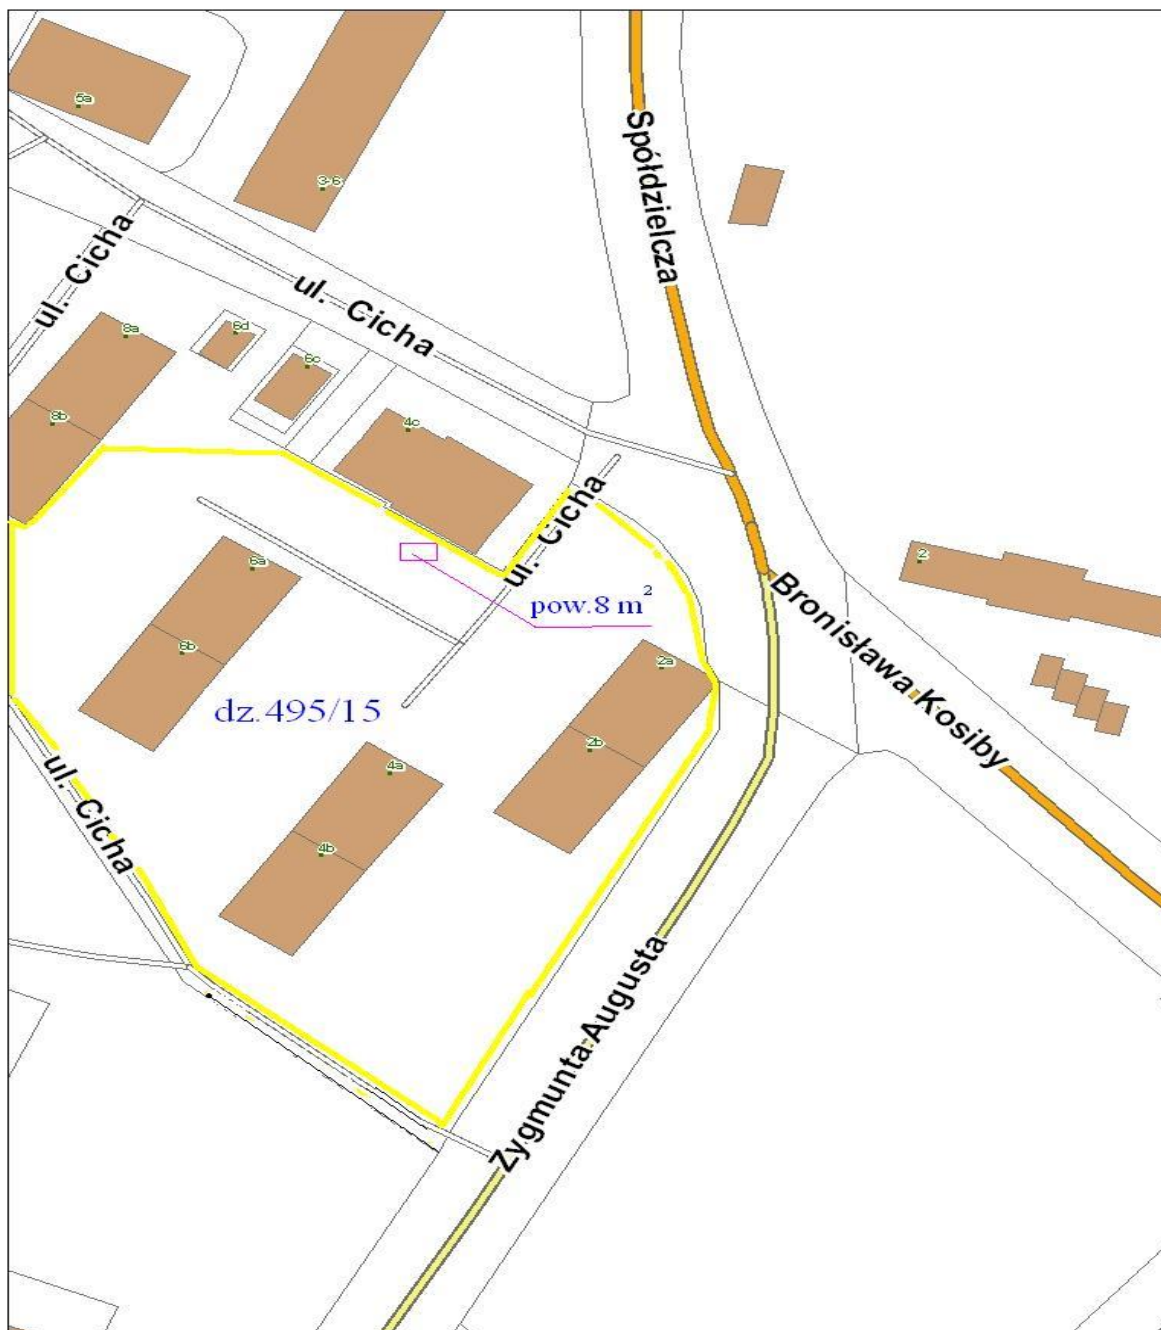 5a
3-6
Spółdzielcza
ul. Cicha
ul. Cicha
8a
6d
6c
8b
4c
ul. Cicha
2
6a
pow.8 m²
Bronisława Kosiby
6b
2a
dz.495/15
2b
ul. Cicha
4a
4b
Zygmunta Augusta